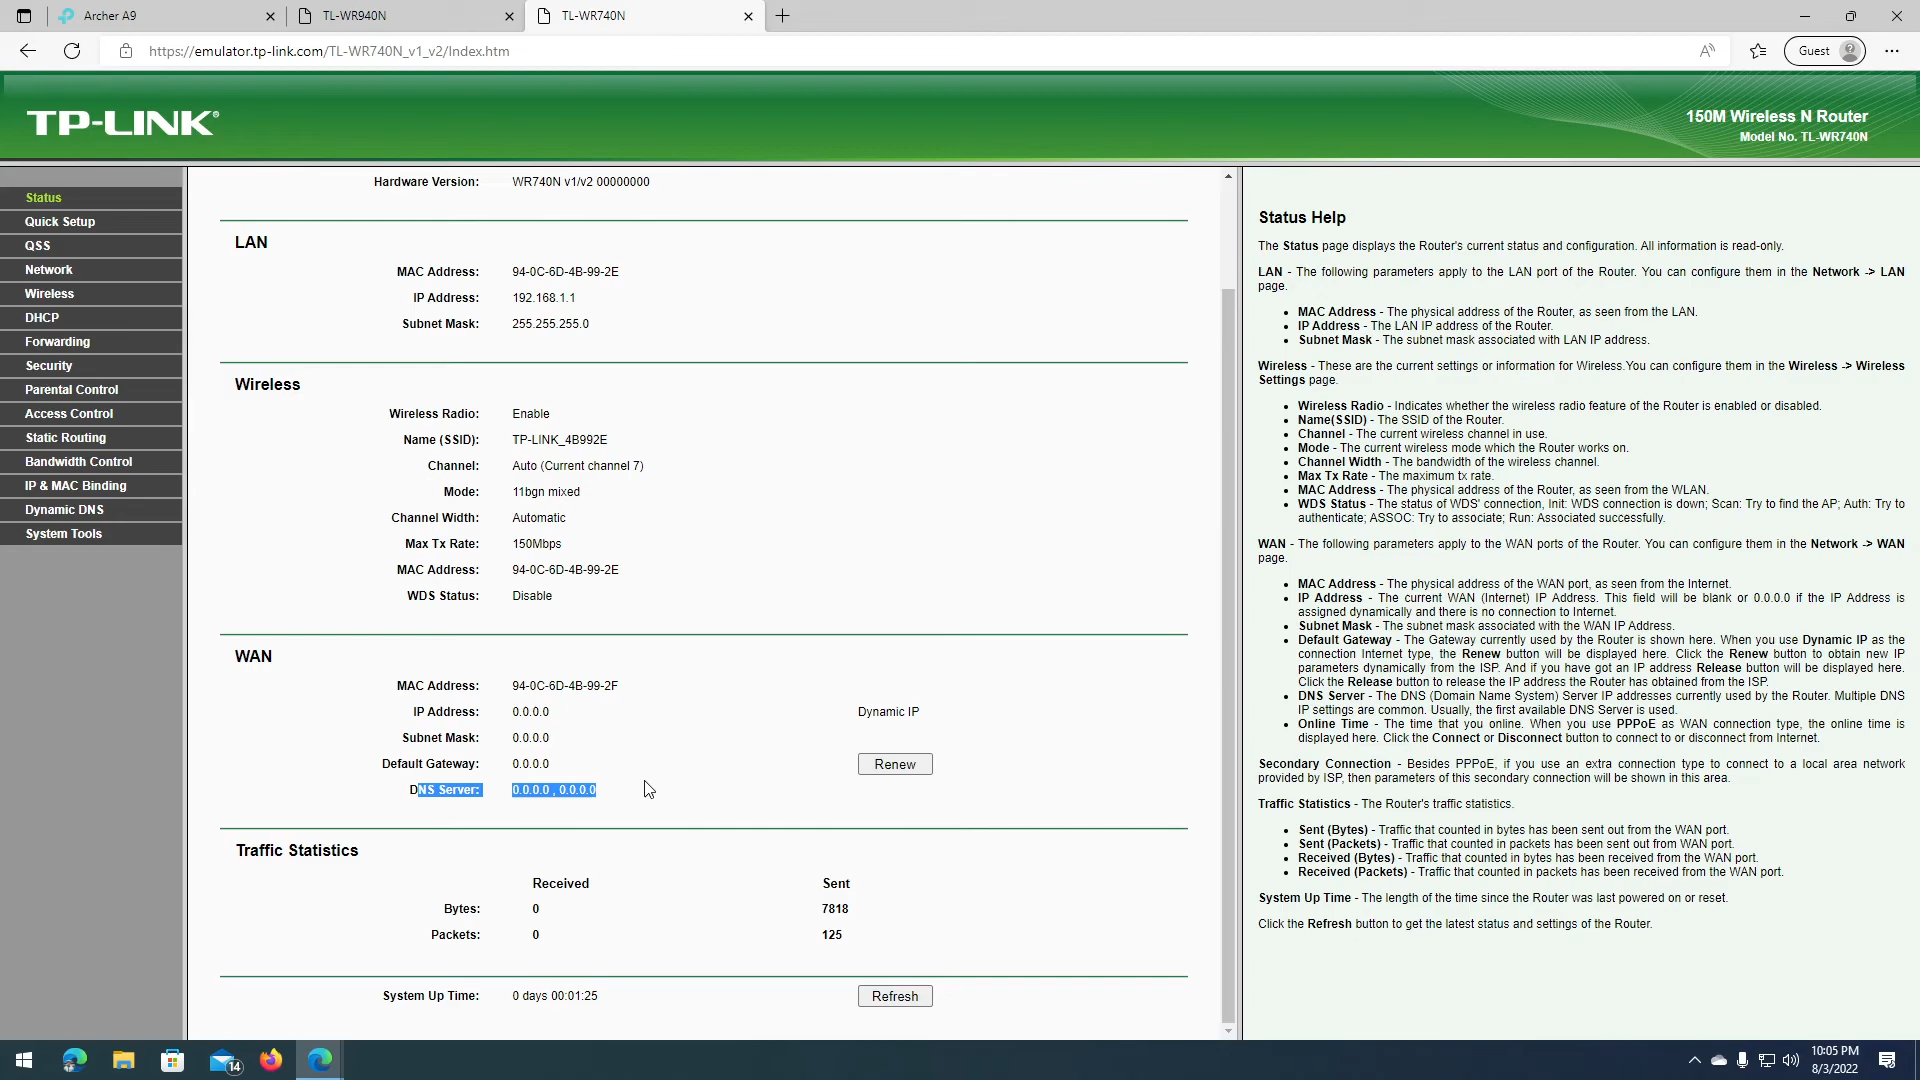 Archer A9
TL-WR940N
TL-WR740N
https://emulator.tp-link.com/TL-WR740N_v1_v2/Index.htm
Guest
TP-LINK®
150M Wireless N Router
Model No. TL-WR740N
Status
Quick Setup
QSS
Network
Wireless
DHCP
Forwarding
Security
Parental Control
Access Control
Static Routing
Bandwidth Control
IP & MAC Binding
Dynamic DNS
System Tools
Hardware Version: WR740N v1/v2 00000000
LAN
MAC Address: 94-0C-6D-4B-99-2E
IP Address: 192.168.1.1
Subnet Mask: 255.255.255.0
Wireless
Wireless Radio: Enable
Name (SSID): TP-LINK_4B992E
Channel: Auto (Current channel 7)
Mode: 11bgn mixed
Channel Width: Automatic
Max Tx Rate: 150Mbps
MAC Address: 94-0C-6D-4B-99-2E
WDS Status: Disable
WAN
MAC Address: 94-0C-6D-4B-99-2F
IP Address: 0.0.0.0 Dynamic IP
Subnet Mask: 0.0.0.0
Default Gateway: 0.0.0.0 Renew
DNS Server: 0.0.0.0 , 0.0.0.0
Traffic Statistics
Received Sent
Bytes: 0 7818
Packets: 0 125
System Up Time: 0 days 00:01:25 Refresh
Status Help
The Status page displays the Router's current status and configuration. All information is read-only.
LAN - The following parameters apply to the LAN port of the Router. You can configure them in the Network -> LAN
page.
• MAC Address - The physical address of the Router, as seen from the LAN.
• IP Address - The LAN IP address of the Router.
• Subnet Mask - The subnet mask associated with LAN IP address.
Wireless - These are the current settings or information for Wireless.You can configure them in the Wireless -> Wireless
Settings page.
• Wireless Radio - Indicates whether the wireless radio feature of the Router is enabled or disabled.
• Name(SSID) - The SSID of the Router.
• Channel - The current wireless channel in use.
• Mode - The current wireless mode which the Router works on.
• Channel Width - The bandwidth of the wireless channel.
• Max Tx Rate - The maximum tx rate.
• MAC Address - The physical address of the Router, as seen from the WLAN.
• WDS Status - The status of WDS' connection, Init: WDS connection is down; Scan: Try to find the AP; Auth: Try to
authenticate; ASSOC: Try to associate; Run: Associated successfully.
WAN - The following parameters apply to the WAN ports of the Router. You can configure them in the Network -> WAN
page.
• MAC Address - The physical address of the WAN port, as seen from the Internet.
• IP Address - The current WAN (Internet) IP Address. This field will be blank or 0.0.0.0 if the IP Address is
assigned dynamically and there is no connection to Internet.
• Subnet Mask - The subnet mask associated with the WAN IP Address.
• Default Gateway - The Gateway currently used by the Router is shown here. When you use Dynamic IP as the
connection Internet type, the Renew button will be displayed here. Click the Renew button to obtain new IP
parameters dynamically from the ISP. And if you have got an IP address Release button will be displayed here.
Click the Release button to release the IP address the Router has obtained from the ISP.
• DNS Server - The DNS (Domain Name System) Server IP addresses currently used by the Router. Multiple DNS
IP settings are common. Usually, the first available DNS Server is used.
• Online Time - The time that you online. When you use PPPoE as WAN connection type, the online time is
displayed here. Click the Connect or Disconnect button to connect to or disconnect from Internet.
Secondary Connection - Besides PPPoE, if you use an extra connection type to connect to a local area network
provided by ISP, then parameters of this secondary connection will be shown in this area.
Traffic Statistics - The Router's traffic statistics.
• Sent (Bytes) - Traffic that counted in bytes has been sent out from the WAN port.
• Sent (Packets) - Traffic that counted in packets has been sent out from WAN port.
• Received (Bytes) - Traffic that counted in bytes has been received from the WAN port.
• Received (Packets) - Traffic that counted in packets has been received from the WAN port.
System Up Time - The length of the time since the Router was last powered on or reset.
Click the Refresh button to get the latest status and settings of the Router.
14
10:05 PM
8/3/2022